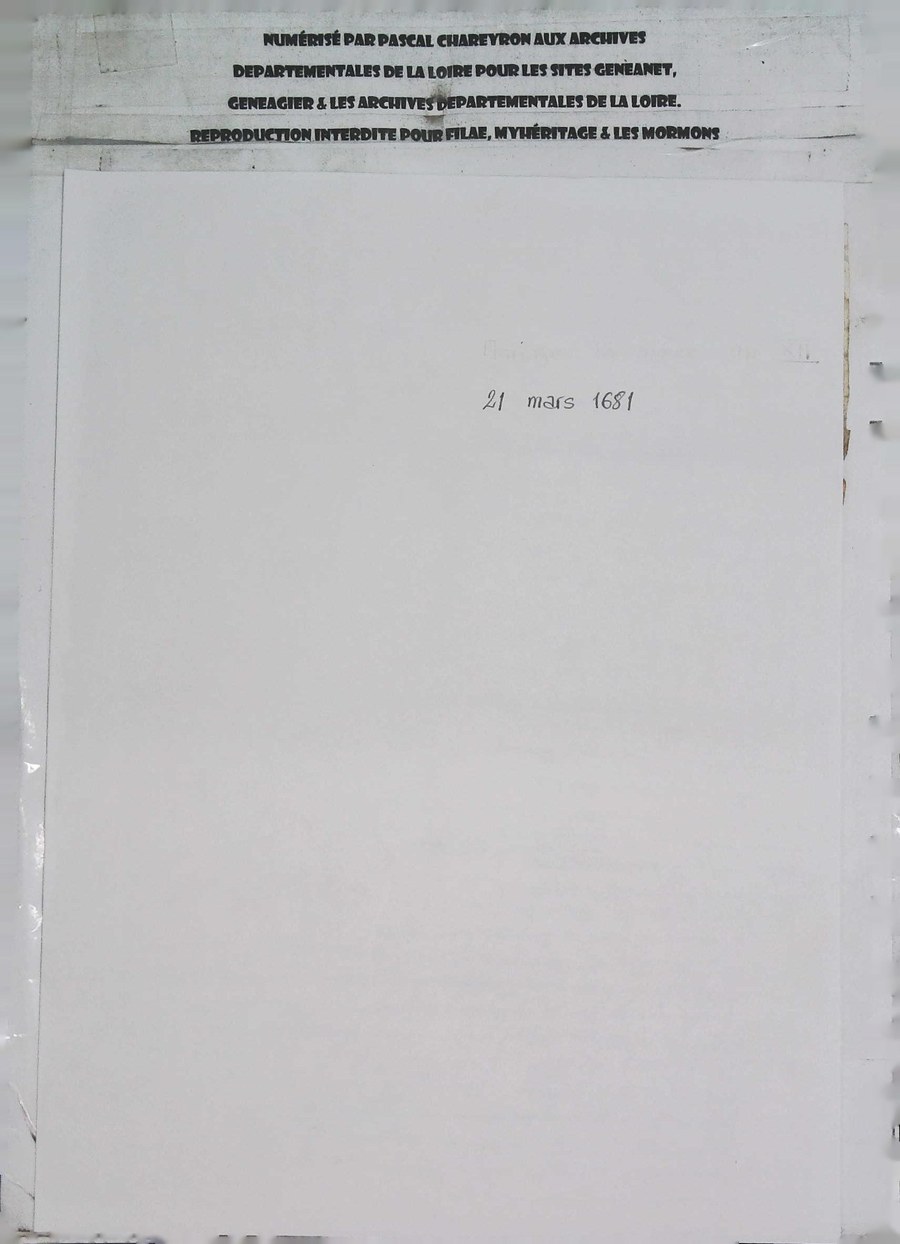 NUMÉRISÉ PAR PASCAL CHAREYRON AUX ARCHIVES
DEPARTEMENTALES DE LA LOIRE POUR LES SITES GENEANET,
GENEAGIER & LES ARCHIVES DEPARTEMENTALES DE LA LOIRE.
REPRODUCTION INTERDITE POUR FILAE, MYHÉRITAGE & LES MORMONS
21 mars 1681